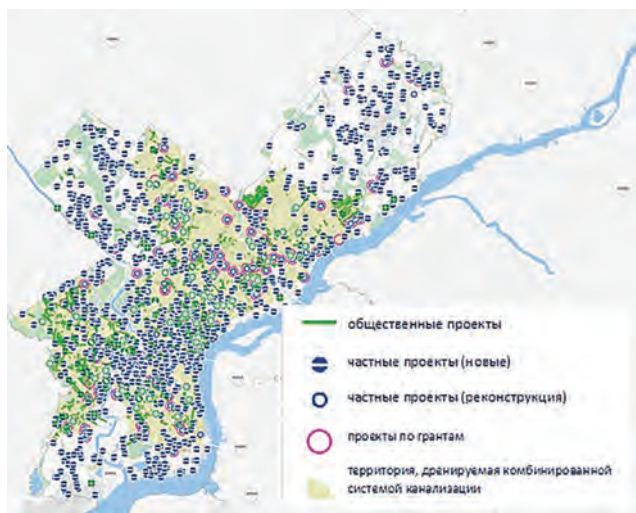 общественные проекты
частные проекты (новые)
частные проекты (реконструкция)
проекты по грантам
территория, дренируемая комбинированной
системой канализации